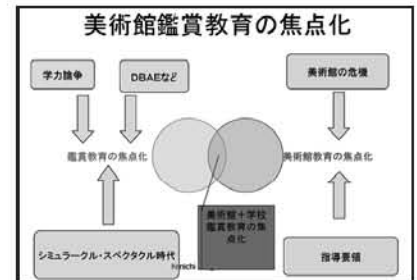 美術館鑑賞教育の焦点化
学力論争
DBAEなど
美術館の危機
鑑賞教育の焦点化
美術館教育の焦点化
美術館＋学校
鑑賞教育の焦
点化
シミュラークル・スペクタクル時代
指導要領